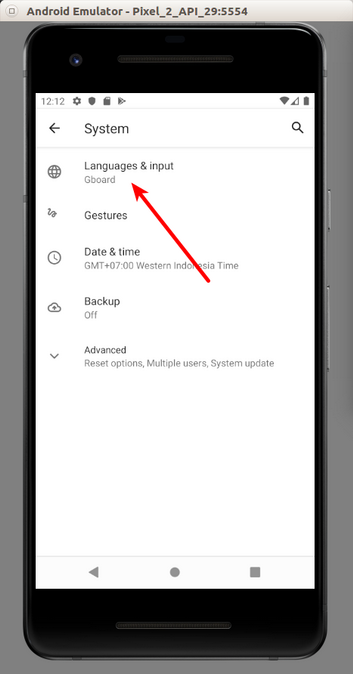 Android Emulator - Pixel_2_API_29:5554
12:12
System
Languages & input
Gboard
Gestures
Date & time
GMT+07:00 Western Indonesia Time
Backup
Off
Advanced
Reset options, Multiple users, System update